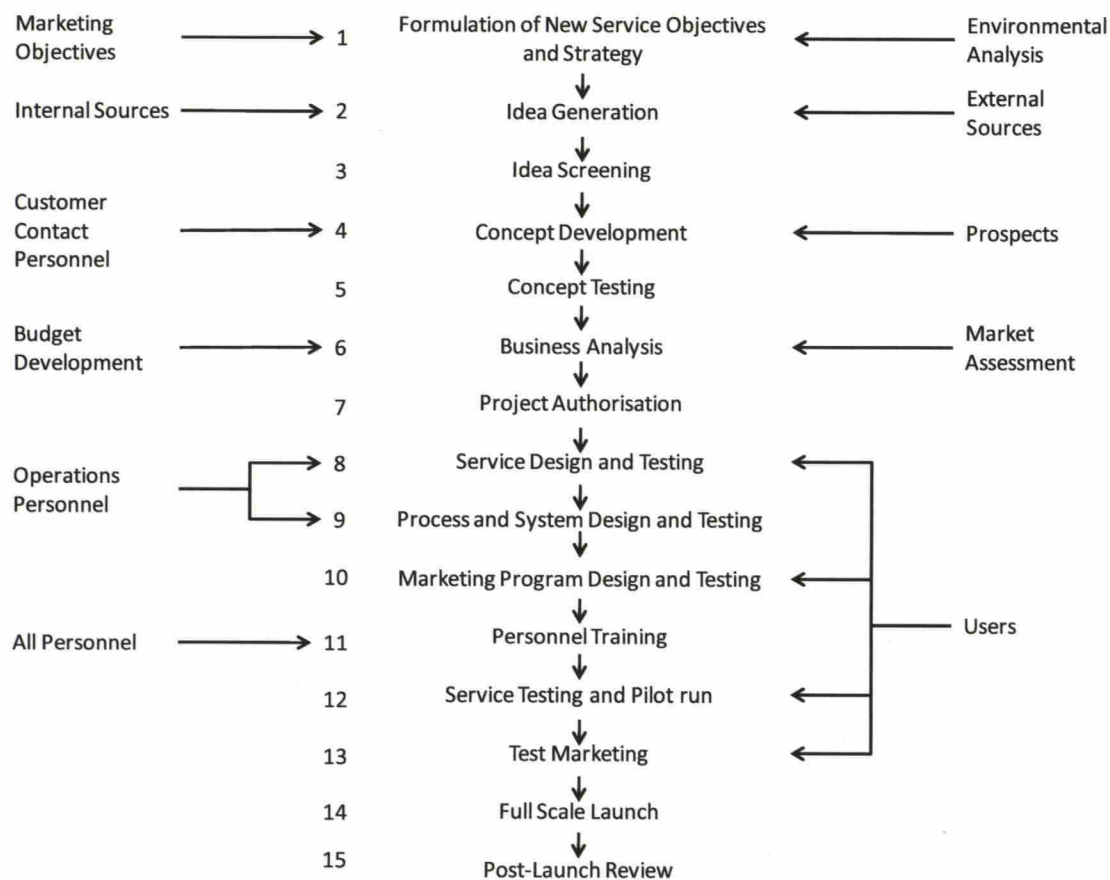 Marketing
Objectives
1
Formulation of New Service Objectives
and Strategy
Environmental
Analysis
Internal Sources
2
Idea Generation
External
Sources
3
Idea Screening
Customer
Contact
Personnel
4
Concept Development
Prospects
5
Concept Testing
Budget
Development
6
Business Analysis
Market
Assessment
7
Project Authorisation
Operations
Personnel
8
Service Design and Testing
9
Process and System Design and Testing
10
Marketing Program Design and Testing
All Personnel
11
Personnel Training
Users
12
Service Testing and Pilot run
13
Test Marketing
14
Full Scale Launch
15
Post-Launch Review